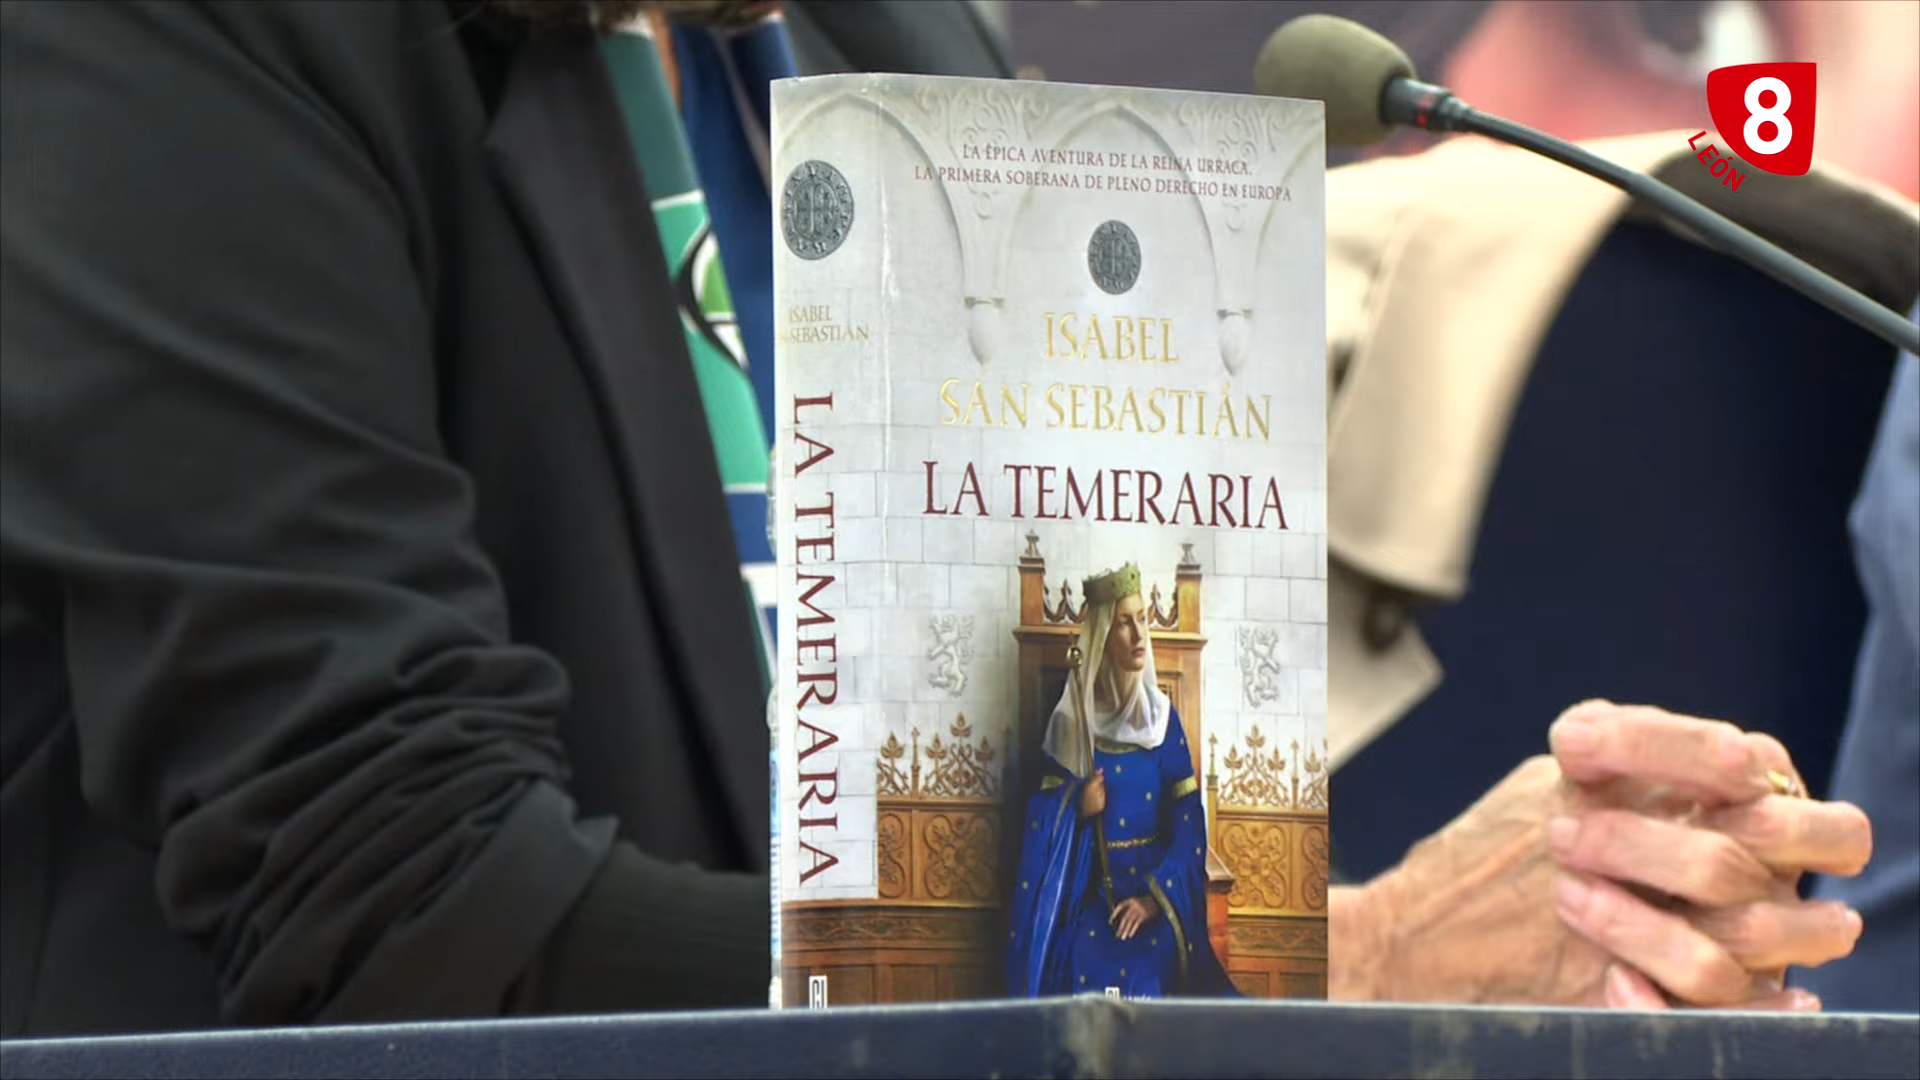 LA ÉPICA AVENTURA DE LA REINA URRACA,
LA PRIMERA SOBERANA DE PLENO DERECHO EN EUROPA
ISABEL
SAN SEBASTIÁN
LA TEMERARIA
ISABEL
SEBASTIÁN
LA TEMERARIA
8
LEÓN